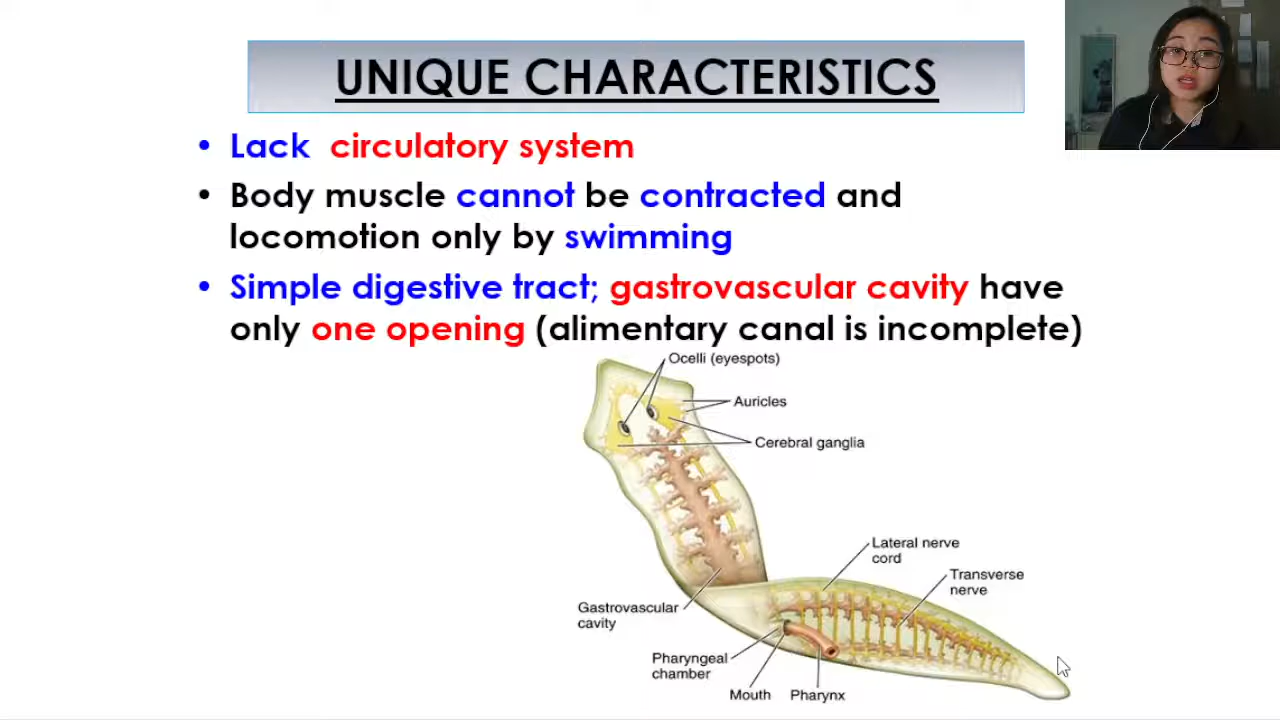 UNIQUE CHARACTERISTICS
• Lack circulatory system
• Body muscle cannot be contracted and
locomotion only by swimming
• Simple digestive tract; gastrovascular cavity have
only one opening (alimentary canal is incomplete)
Ocelli (eyespots)
Auricles
Cerebral ganglia
Lateral nerve
cord
Transverse
nerve
Gastrovascular
cavity
Pharyngeal
chamber
Mouth
Pharynx